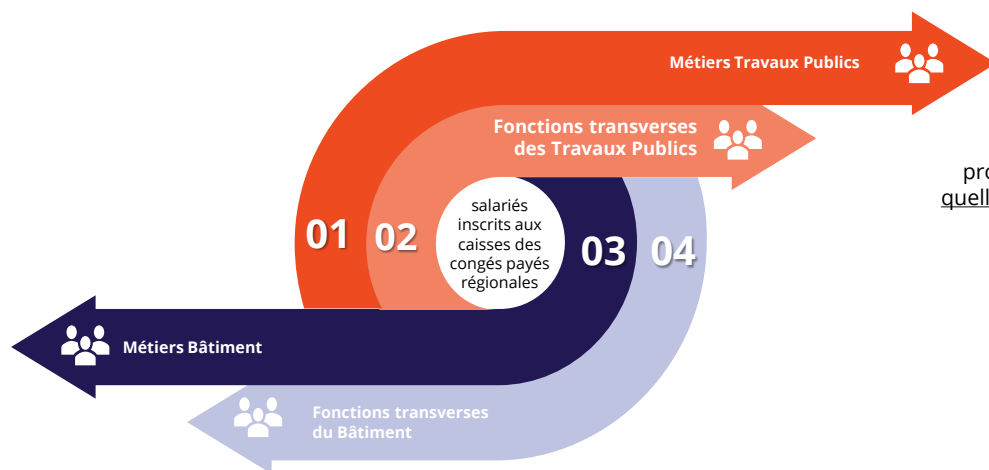 Métiers Travaux Publics
Fonctions transverses
des Travaux Publics
01
02
salariés
inscrits aux
caisses des
congés payés
régionales
03
04
Métiers Bâtiment
Fonctions transverses
du Bâtiment